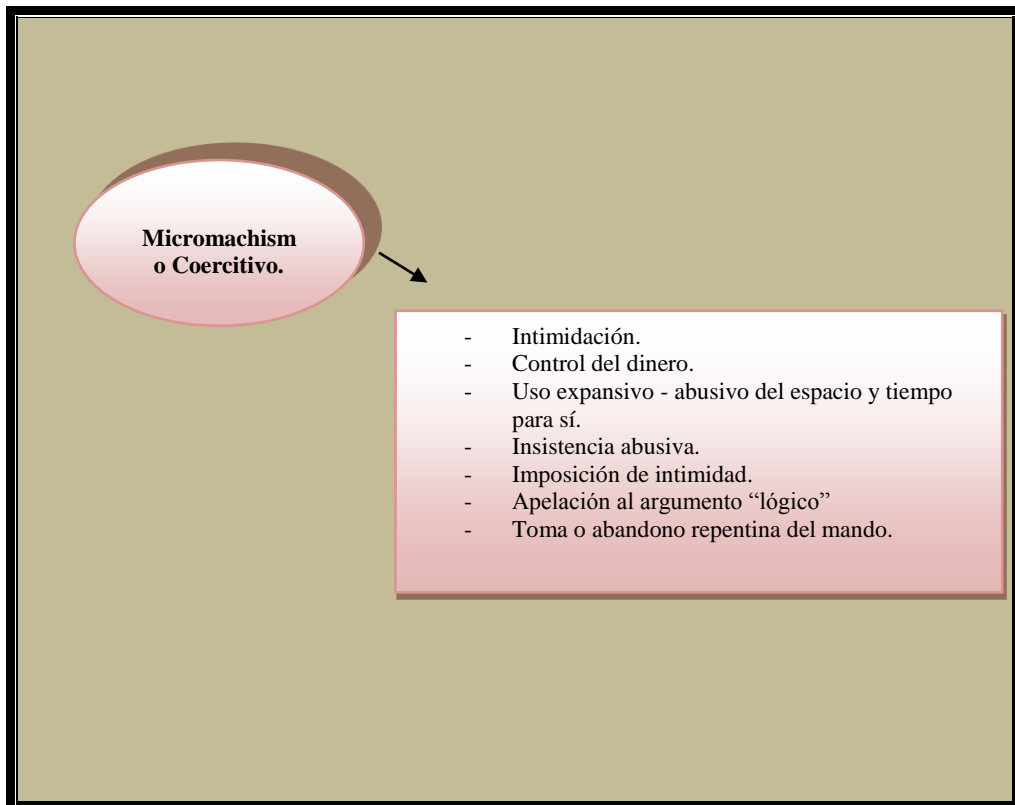 Micromachism
o Coercitivo.
- Intimidación.
- Control del dinero.
- Uso expansivo - abusivo del espacio y tiempo
para sí.
- Insistencia abusiva.
- Imposición de intimidad.
- Apelación al argumento “lógico”
- Toma o abandono repentina del mando.